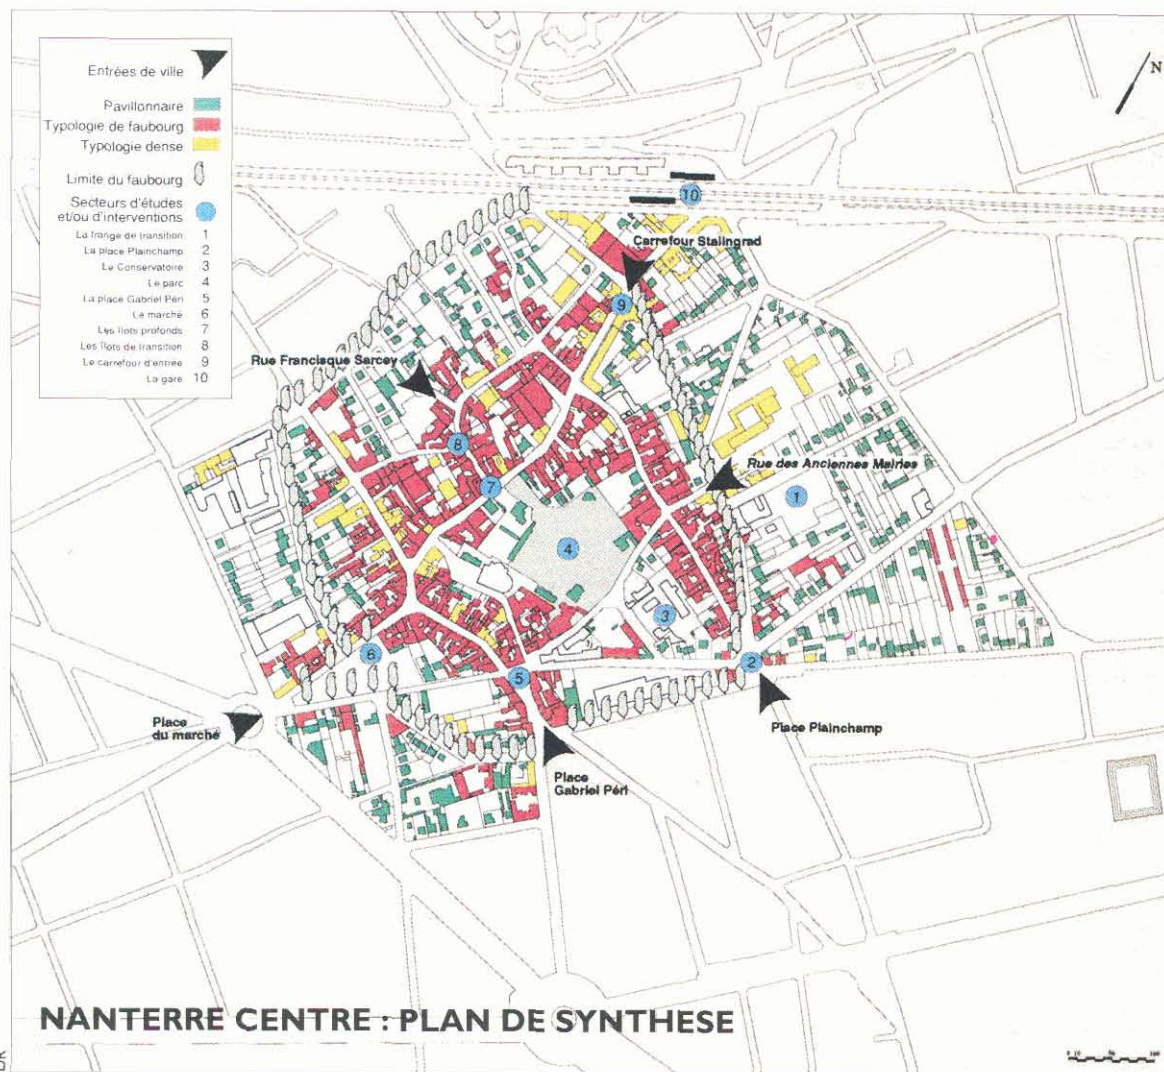 Entrées de ville
Pavillonnaire
Typologie de faubourg
Typologie dense
Limite du faubourg
Secteurs d'études
et/ou d'interventions
La frange de transition 1
La place Plainchamp 2
Le Conservatoire 3
Le parc 4
La place Gabriel Péri 5
Le marché 6
Les îlots profonds 7
Les îlots de transition 8
Le carrefour d'entrée 9
La gare 10
N
10
Carrefour Stalingrad
9
Rue Francisque Sarcey
8
Rue des Anciennes Mairies
7
1
4
3
6
2
5
Place
du marché
Place Plainchamp
Place
Gabriel Péri
NANTERRE CENTRE : PLAN DE SYNTHESE
DR